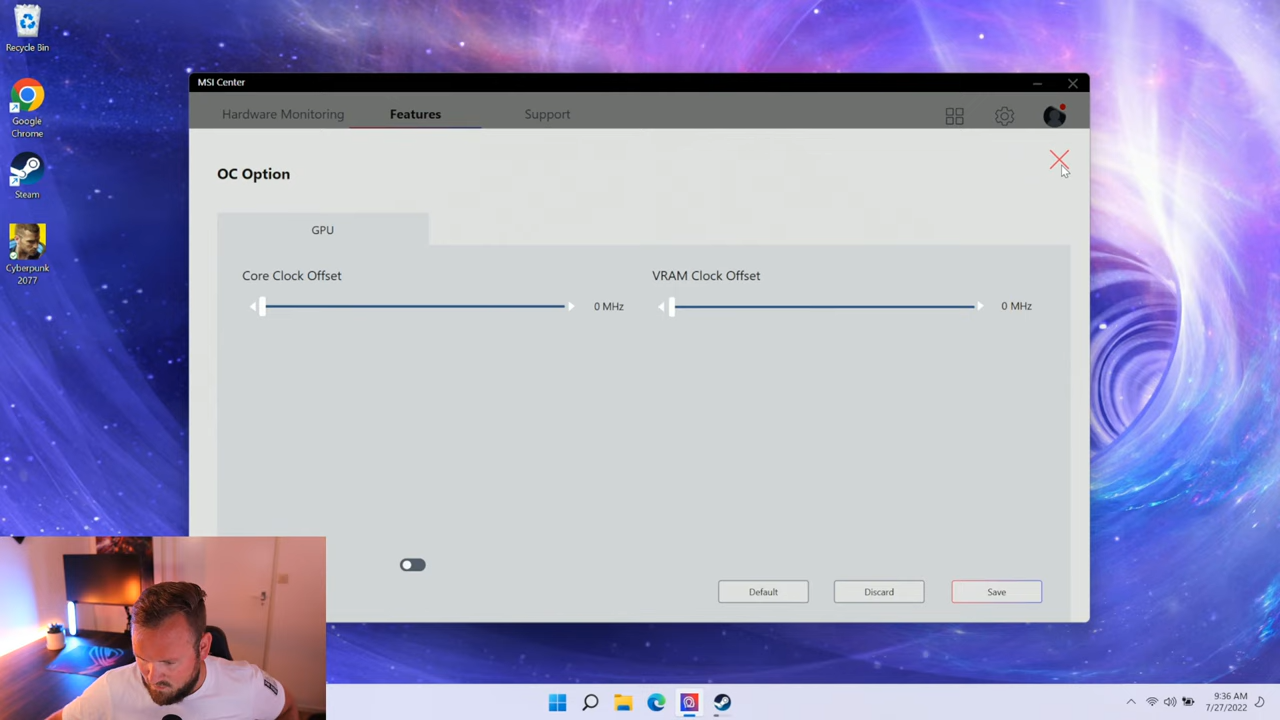 Recycle Bin
Google
Chrome
Steam
Cyberpunk
2077
MSI Center
Hardware Monitoring
Features
Support
OC Option
GPU
Core Clock Offset
0 MHz
VRAM Clock Offset
0 MHz
Default
Discard
Save
9:36 AM
7/27/2022